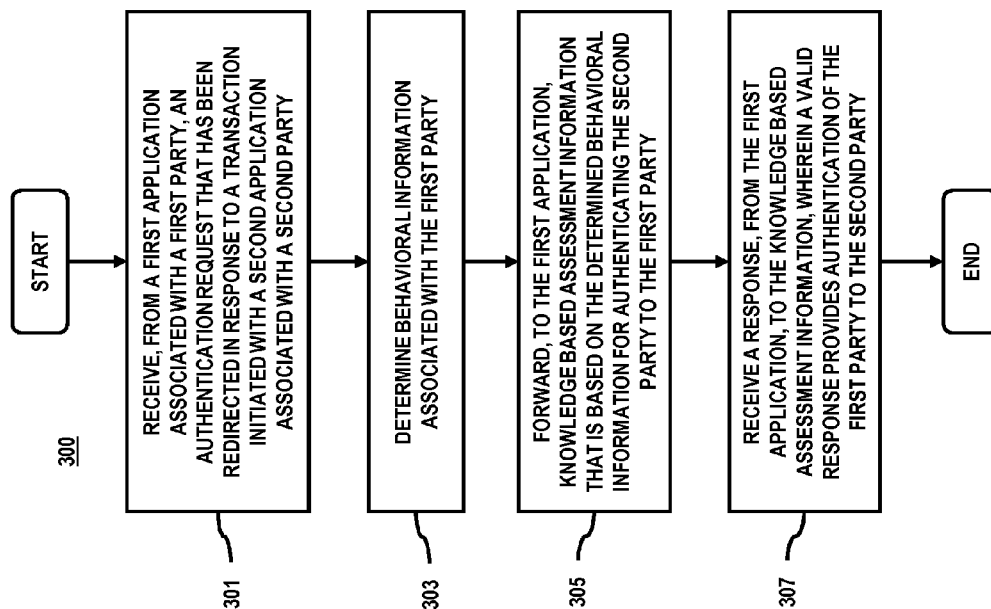 300
START
301
RECEIVE, FROM A FIRST APPLICATION
ASSOCIATED WITH A FIRST PARTY, AN
AUTHENTICATION REQUEST THAT HAS BEEN
REDIRECTED IN RESPONSE TO A TRANSACTION
INITIATED WITH A SECOND APPLICATION
ASSOCIATED WITH A SECOND PARTY
303
DETERMINE BEHAVIORAL INFORMATION
ASSOCIATED WITH THE FIRST PARTY
305
FORWARD, TO THE FIRST APPLICATION,
KNOWLEDGE BASED ASSESSMENT INFORMATION
THAT IS BASED ON THE DETERMINED BEHAVIORAL
INFORMATION FOR AUTHENTICATING THE SECOND
PARTY TO THE FIRST PARTY
307
RECEIVE A RESPONSE, FROM THE FIRST
APPLICATION, TO THE KNOWLEDGE BASED
ASSESSMENT INFORMATION, WHEREIN A VALID
RESPONSE PROVIDES AUTHENTICATION OF THE
FIRST PARTY TO THE SECOND PARTY
END